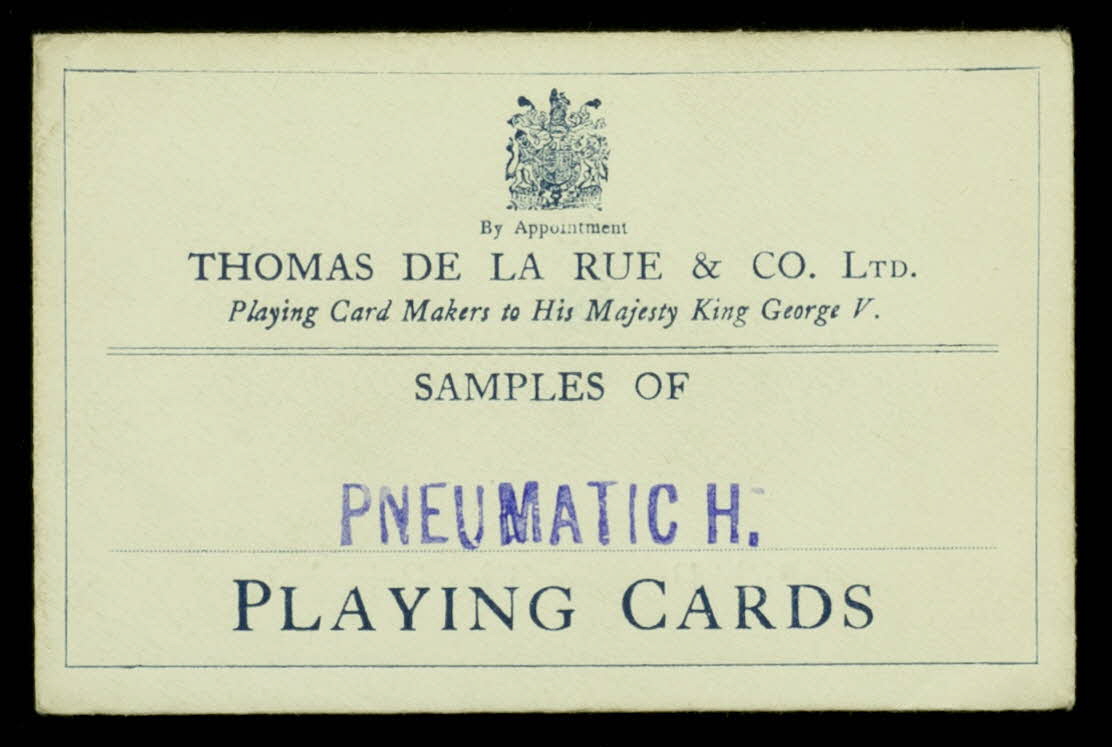 By Appointment
THOMAS DE LA RUE & CO. LTD.
Playing Card Makers to His Majesty King George V.
SAMPLES OF
PNEUMATIC H.
PLAYING CARDS